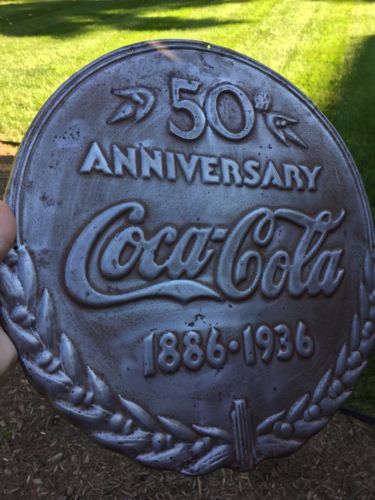 50th
ANNIVERSARY
Coca-Cola
1886·1936